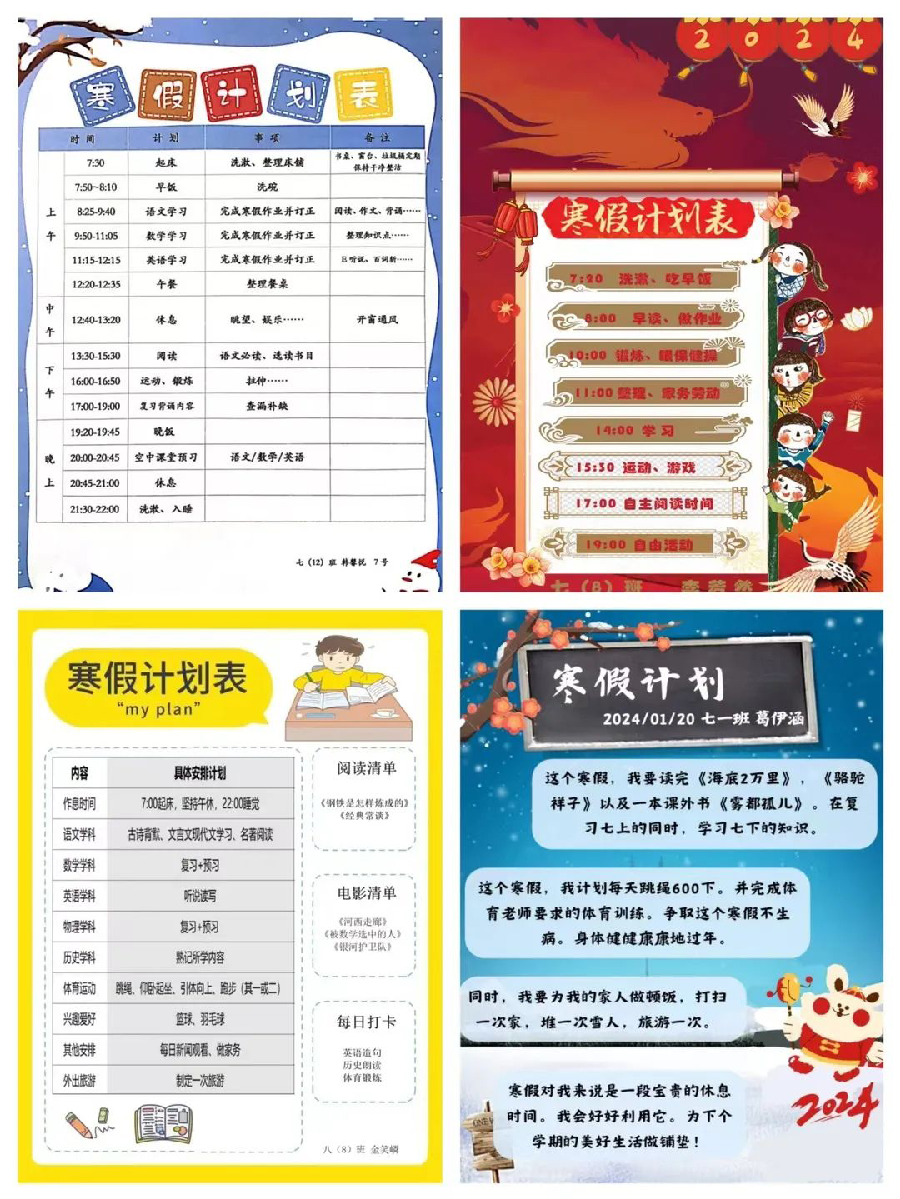 寒假计划表
时间 计划 事项 备注
上午
7:30 起床 洗漱、整理床铺 书桌、窗台、垃圾桶定期
保持干净整洁
7:50~8:10 早饭 洗碗
8:25-9:40 语文学习 完成寒假作业并订正 阅读、作文、背诵……
9:50-11:05 数学学习 完成寒假作业并订正 整理知识点……
11:15-12:15 英语学习 完成寒假作业并订正
12:20-12:35 午餐 整理餐桌
中午
12:40-13:20 休息 眺望、娱乐…… 开窗通风
下午
13:30-15:30 阅读 语文必读、选读书目
16:00-16:50 运动、锻炼 拉伸……
17:00-19:00 复习背诵内容 查漏补缺
晚上
19:20-19:45 晚饭
20:00-20:45 空中课堂预习 语文/数学/英语
20:45-21:00 休息
21:30-22:00 洗漱、入睡
七（12）班 7号
2024
寒假计划表
7:20 洗漱、吃早饭
8:00 早读、做作业
10:00 锻炼、眼保健操
11:00 整理、家务劳动
14:00 学习
15:30 运动、游戏
17:00 自主阅读时间
19:00 自由活动
七（8）班
寒假计划表
“my plan”
内容 具体安排计划
作息时间 7:00起床，坚持午休，22:00睡觉
语文学科 古诗背默、文言文现代文学习、名著阅读
数学学科 复习+预习
英语学科 听说读写
物理学科 复习+预习
历史学科 熟记所学内容
体育运动 跳绳、仰卧起坐、引体向上、跑步（其一或二）
兴趣爱好 篮球、羽毛球
其他安排 每日新闻观看、做家务
外出旅游 制定一次旅游
阅读清单
《钢铁是怎样炼成的》
《经典常谈》
电影清单
《河西走廊》
《被数学选中的人》
《银河护卫队》
每日打卡
英语造句
历史朗读
体育锻炼
八（8）班 金笑嶙
寒假计划
2024/01/20 七一班 葛伊涵
这个寒假，我要读完《海底2万里》，《骆驼
祥子》以及一本课外书《雾都孤儿》。在复
习七上的同时，学习七下的知识。
这个寒假，我计划每天跳绳600下。并完成体
育老师要求的体育训练。争取这个寒假不生
病。身体健健康康地过年。
同时，我要为我的家人做顿饭，打扫
一次家，堆一次雪人，旅游一次。
寒假对我来说是一段宝贵的休息
时间。我会好好利用它。为下个
学期的美好生活做铺垫！
2024